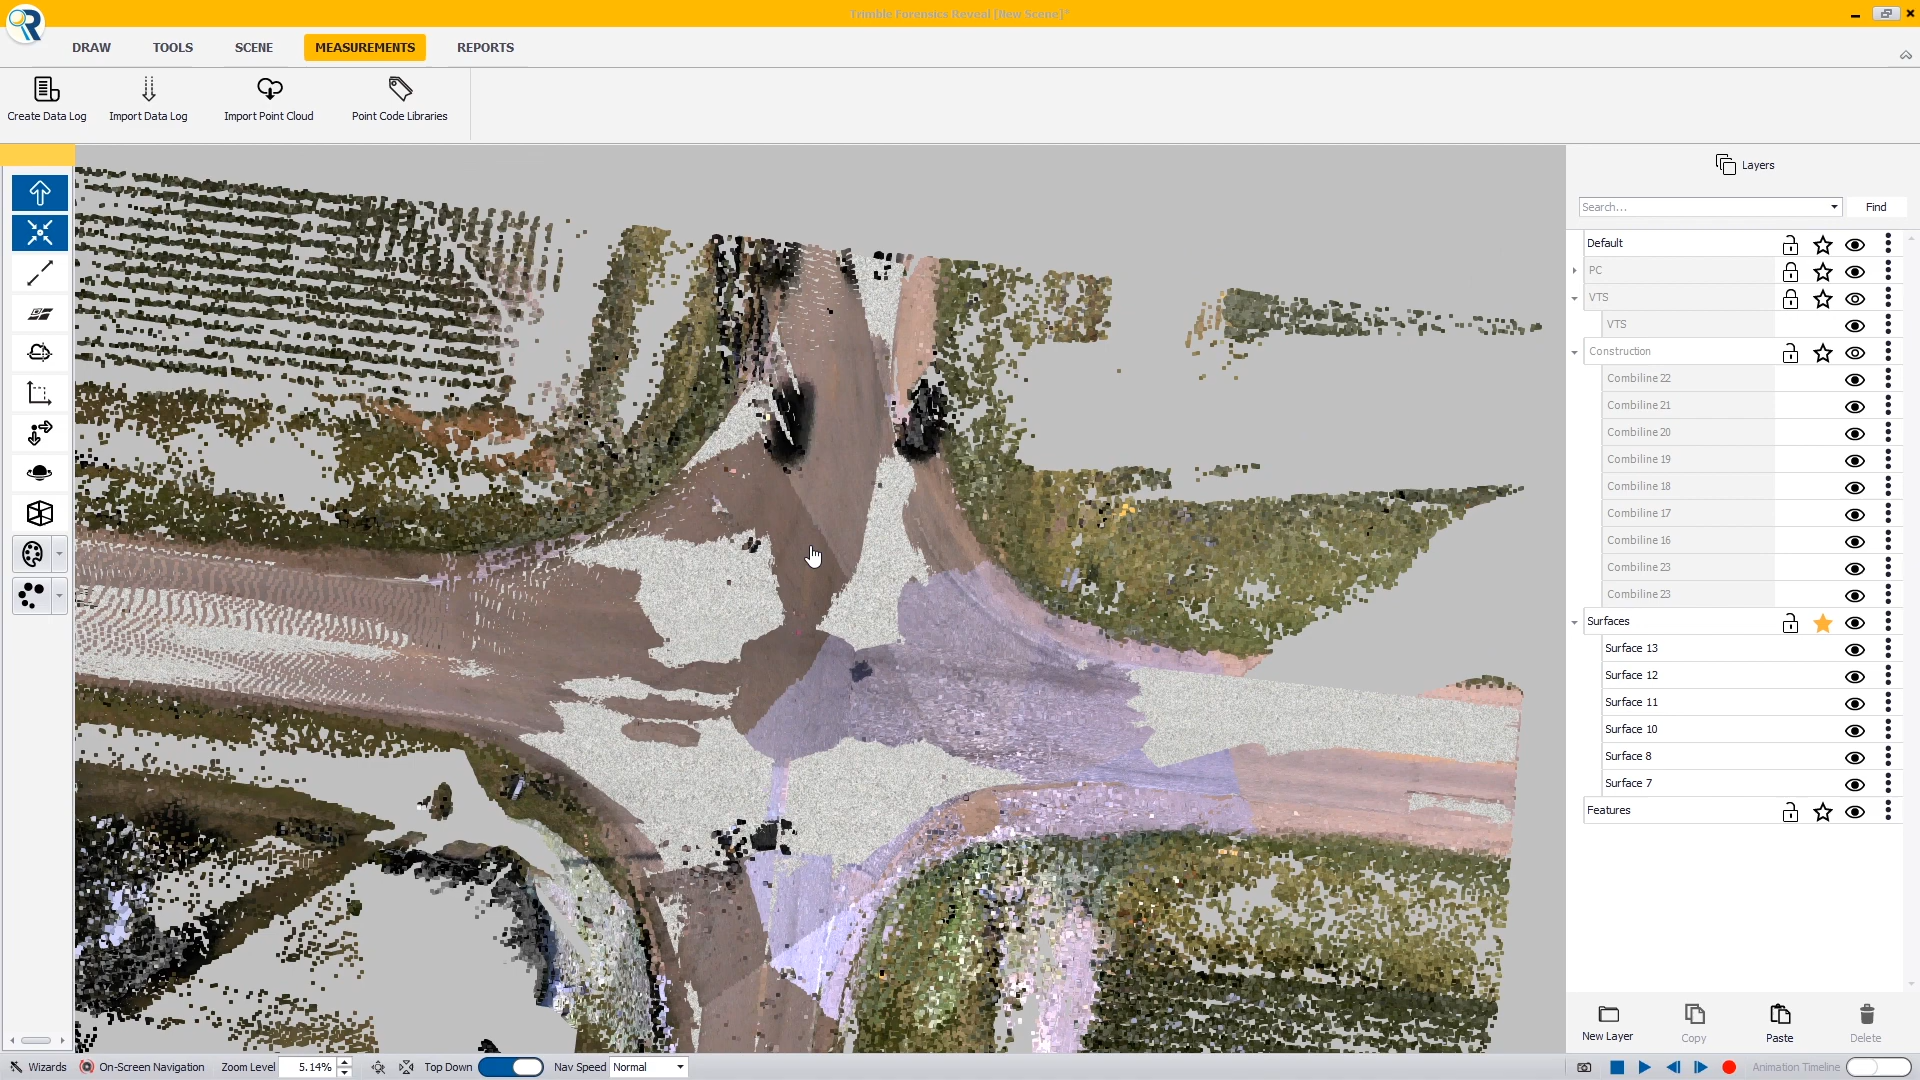 Trimble Forensics Reveal [New Scene]*
DRAW TOOLS SCENE MEASUREMENTS REPORTS
Create Data Log Import Data Log Import Point Cloud Point Code Libraries
Layers
Search... Find
Default
PC
VTS
VTS
Construction
Combiline 22
Combiline 21
Combiline 20
Combiline 19
Combiline 18
Combiline 17
Combiline 16
Combiline 23
Combiline 23
Surfaces
Surface 13
Surface 12
Surface 11
Surface 10
Surface 8
Surface 7
Features
New Layer Copy Paste Delete
Wizards On-Screen Navigation Zoom Level 5.14% Top Down Nav Speed Normal Animation Timeline